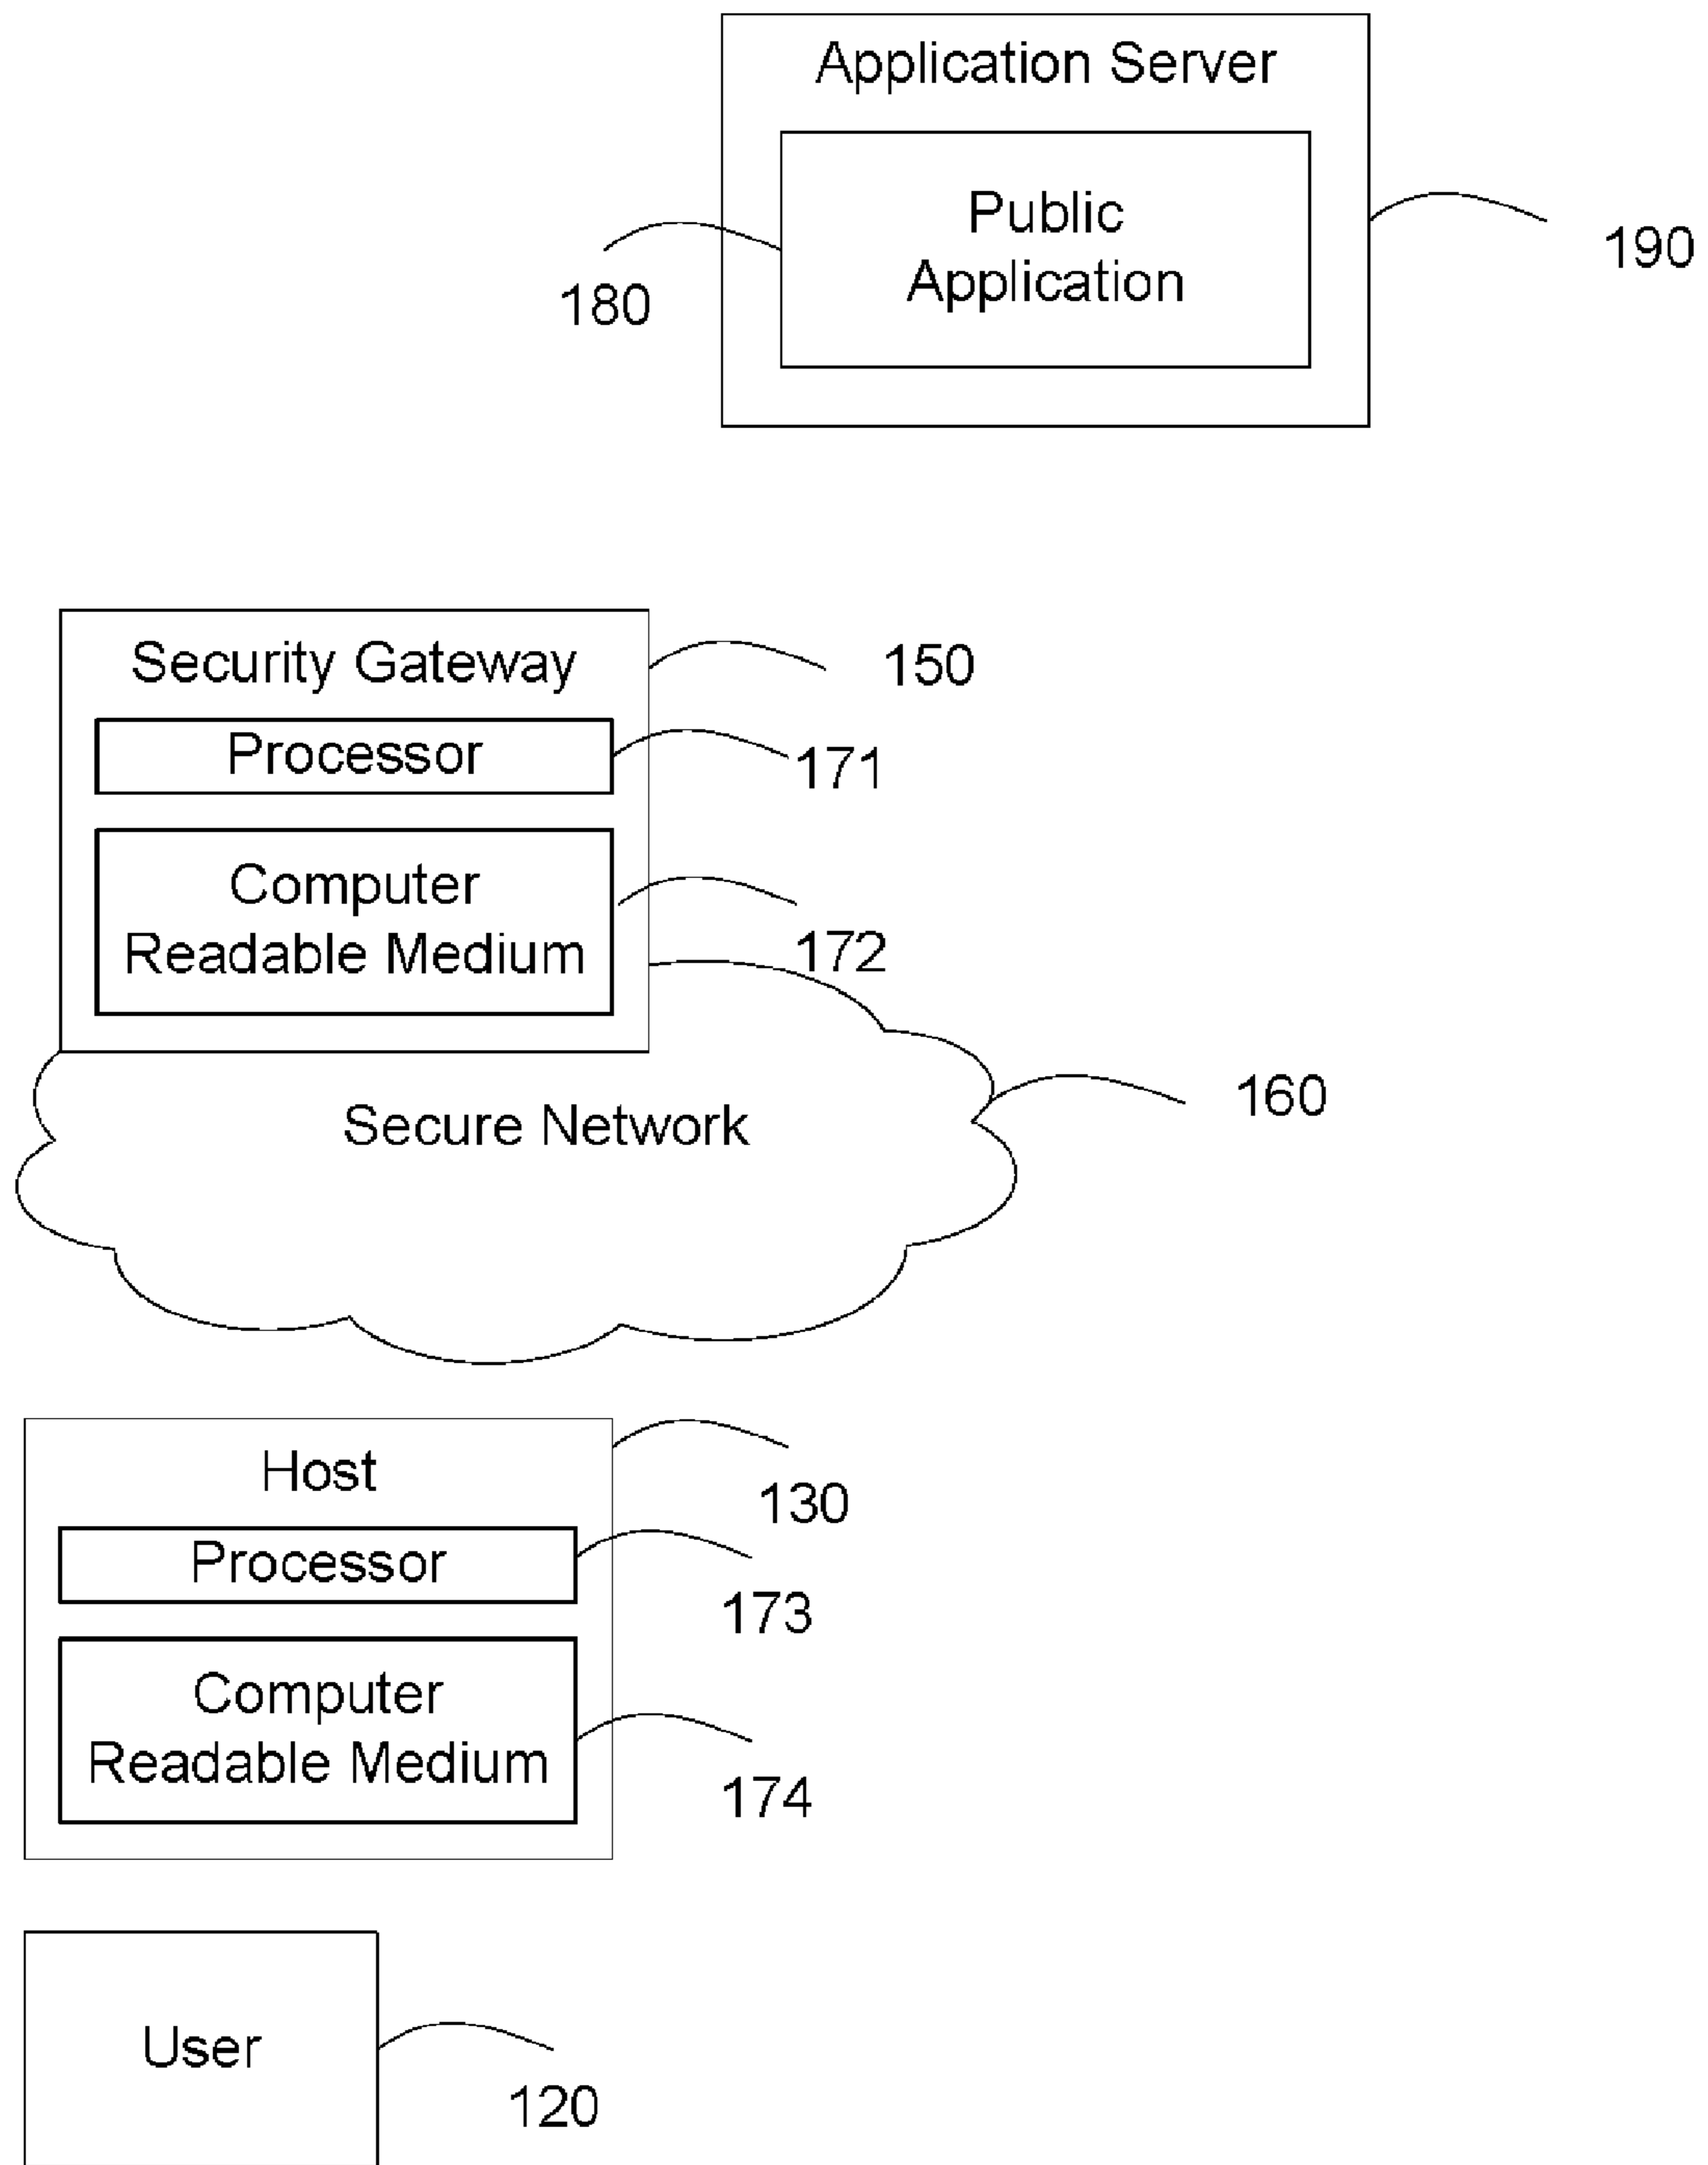 Application Server
Public
Application
180
190
Security Gateway
150
Processor
171
Computer
Readable Medium
172
Secure Network
160
Host
130
Processor
173
Computer
Readable Medium
174
User
120